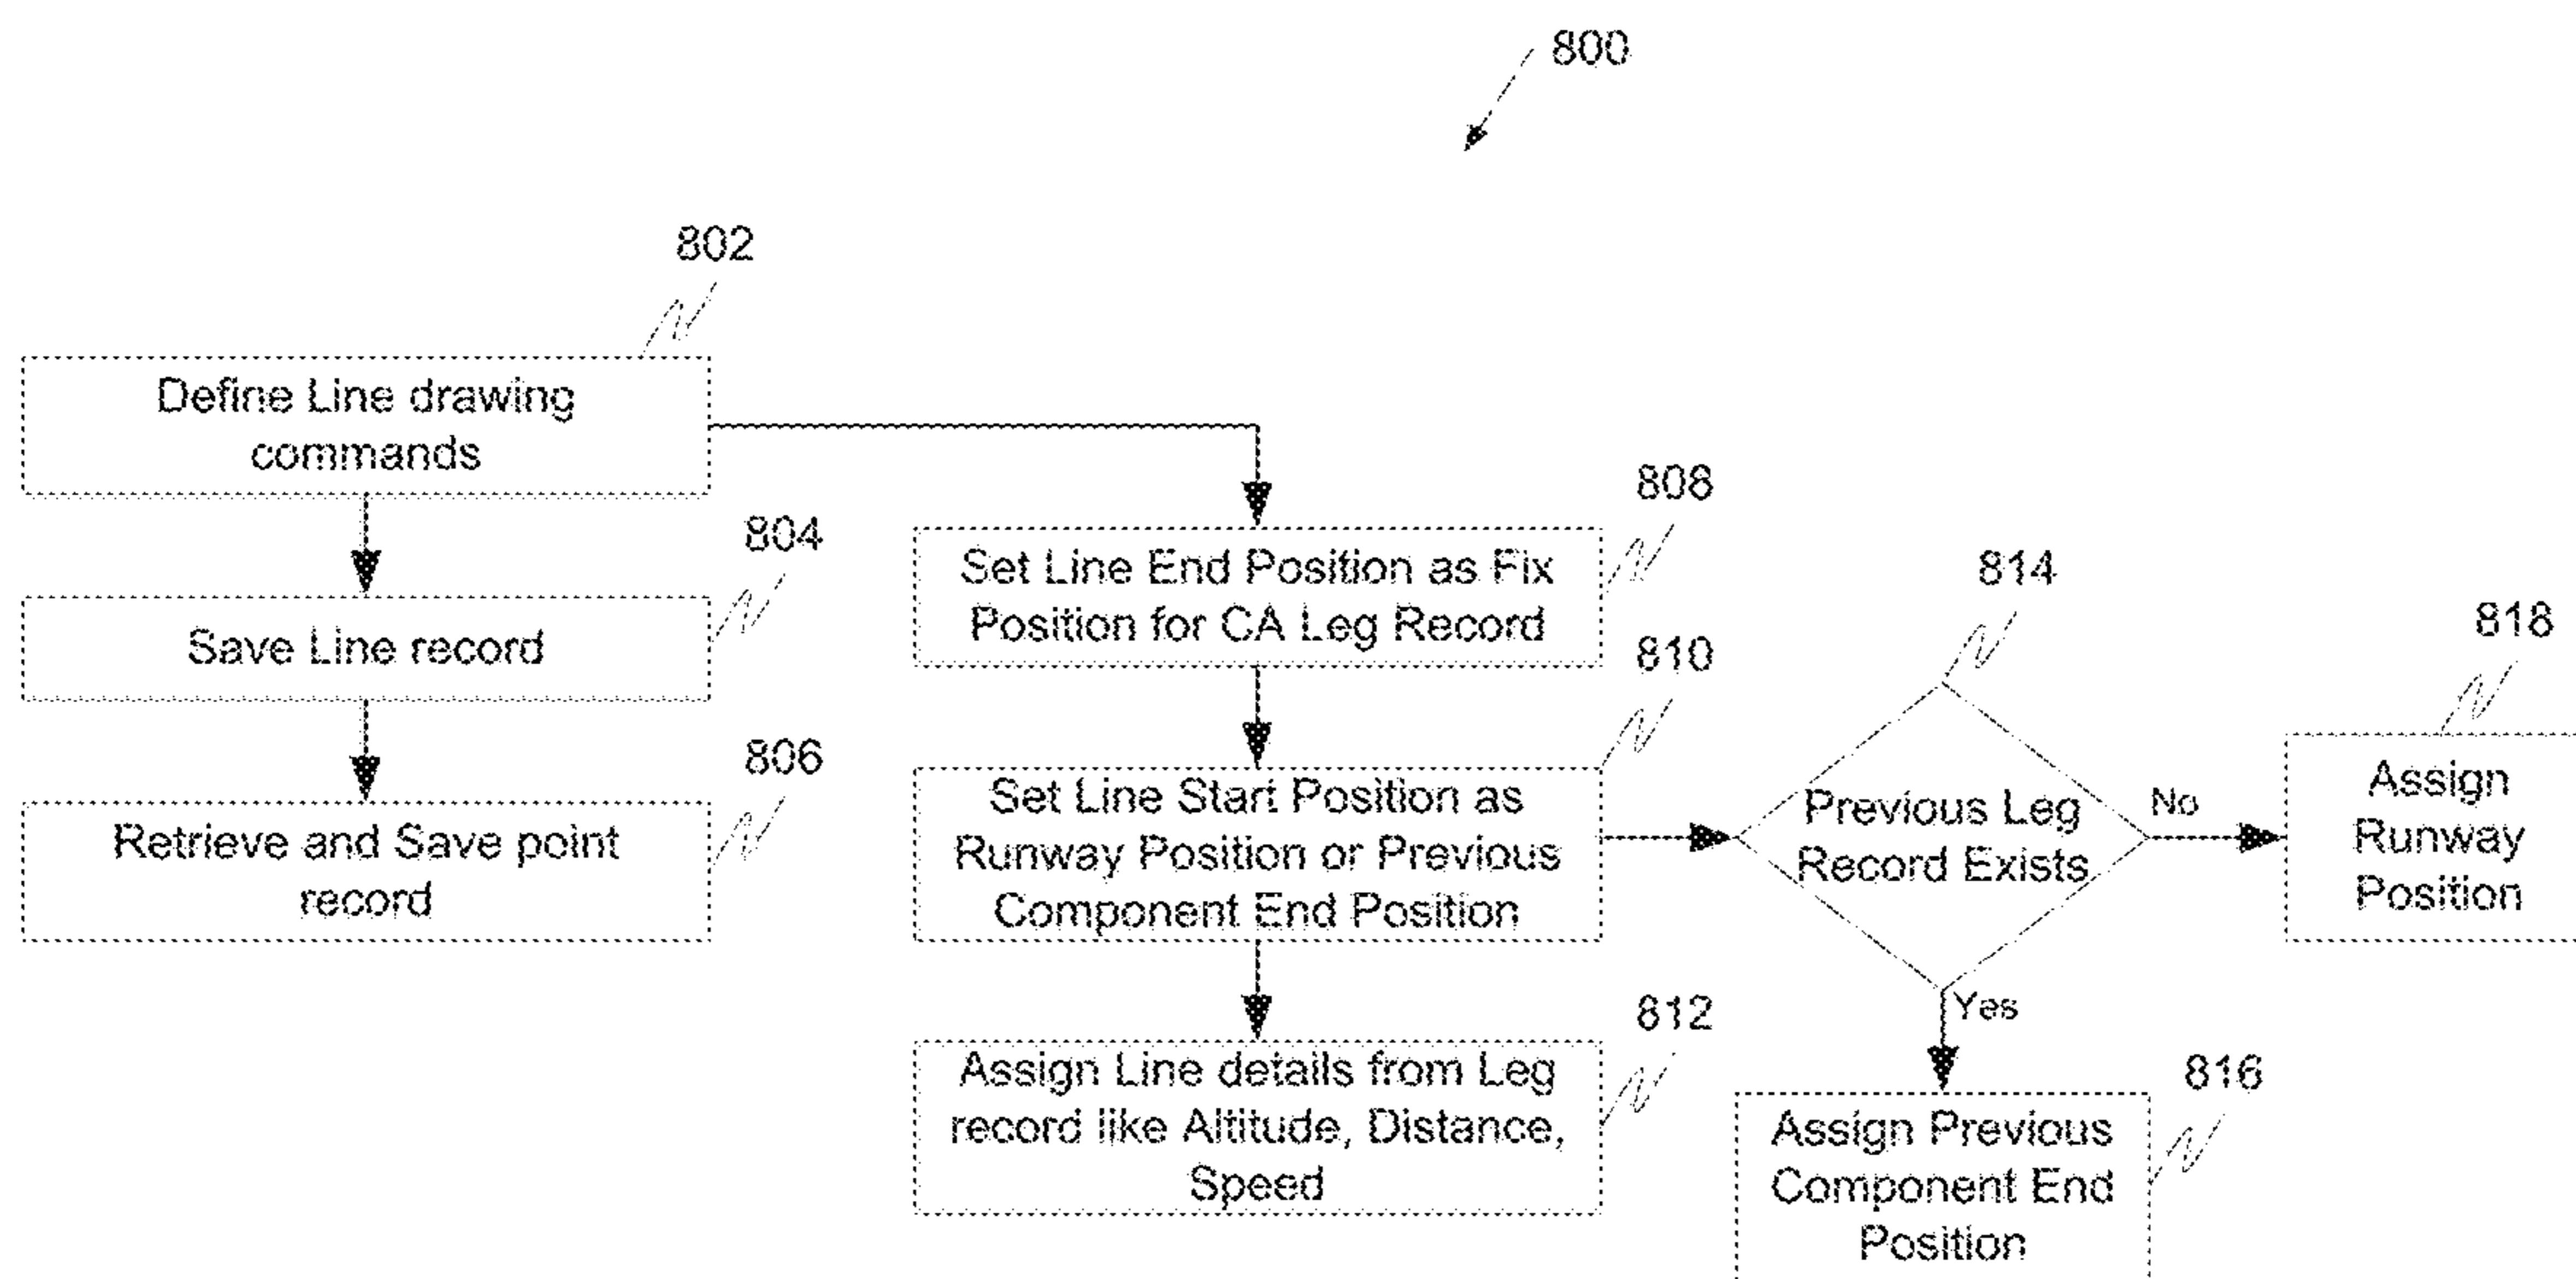 800
802
Define Line drawing
commands
804
Save Line record
806
Retrieve and Save point
record
808
Set Line End Position as Fix
Position for CA Leg Record
810
Set Line Start Position as
Runway Position or Previous
Component End Position
812
Assign Line details from Leg
record like Altitude, Distance,
Speed
814
Previous Leg
Record Exists
No
Yes
816
Assign Previous
Component End
Position
818
Assign
Runway
Position